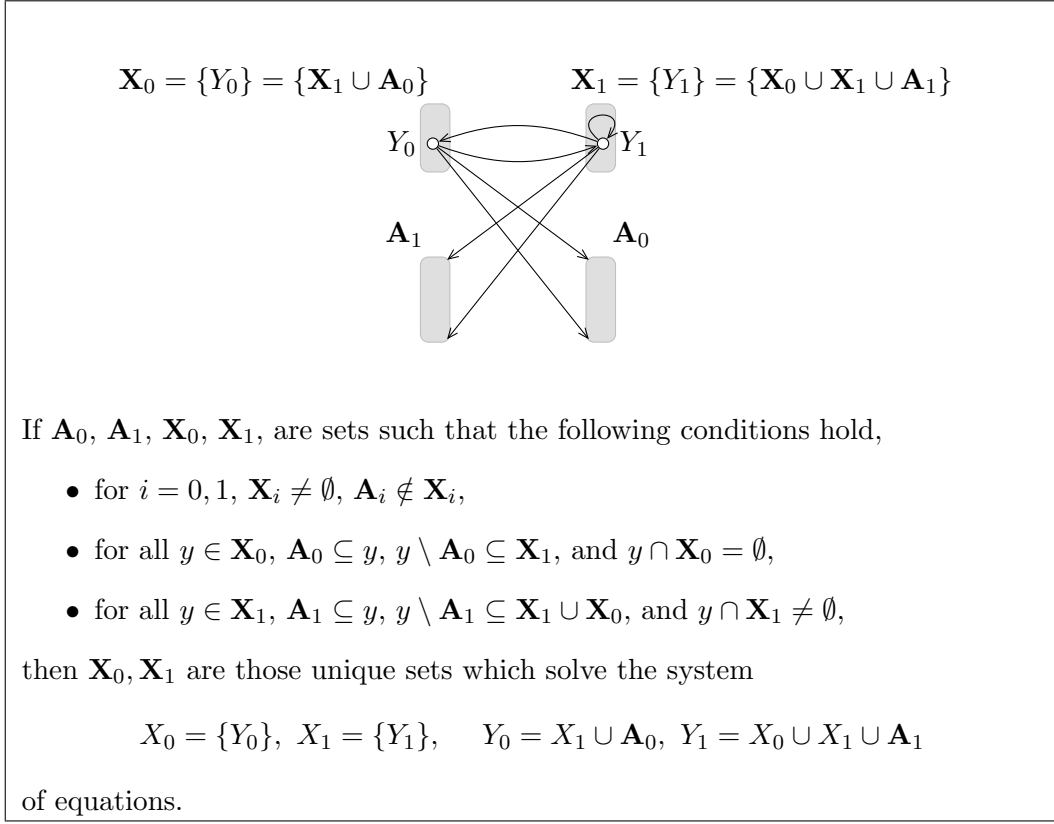 𝐗₀ = {Y₀} = {𝐗₁ ∪ 𝐀₀} 𝐗₁ = {Y₁} = {𝐗₀ ∪ 𝐗₁ ∪ 𝐀₁}
Y₀ Y₁
𝐀₁ 𝐀₀
If 𝐀₀, 𝐀₁, 𝐗₀, 𝐗₁, are sets such that the following conditions hold,
• for i = 0, 1, 𝐗ᵢ ≠ ∅, 𝐀ᵢ ∉ 𝐗ᵢ,
• for all y ∈ 𝐗₀, 𝐀₀ ⊆ y, y \ 𝐀₀ ⊆ 𝐗₁, and y ∩ 𝐗₀ = ∅,
• for all y ∈ 𝐗₁, 𝐀₁ ⊆ y, y \ 𝐀₁ ⊆ 𝐗₁ ∪ 𝐗₀, and y ∩ 𝐗₁ ≠ ∅,
then 𝐗₀, 𝐗₁ are those unique sets which solve the system
X₀ = {Y₀}, X₁ = {Y₁}, Y₀ = X₁ ∪ 𝐀₀, Y₁ = X₀ ∪ X₁ ∪ 𝐀₁
of equations.